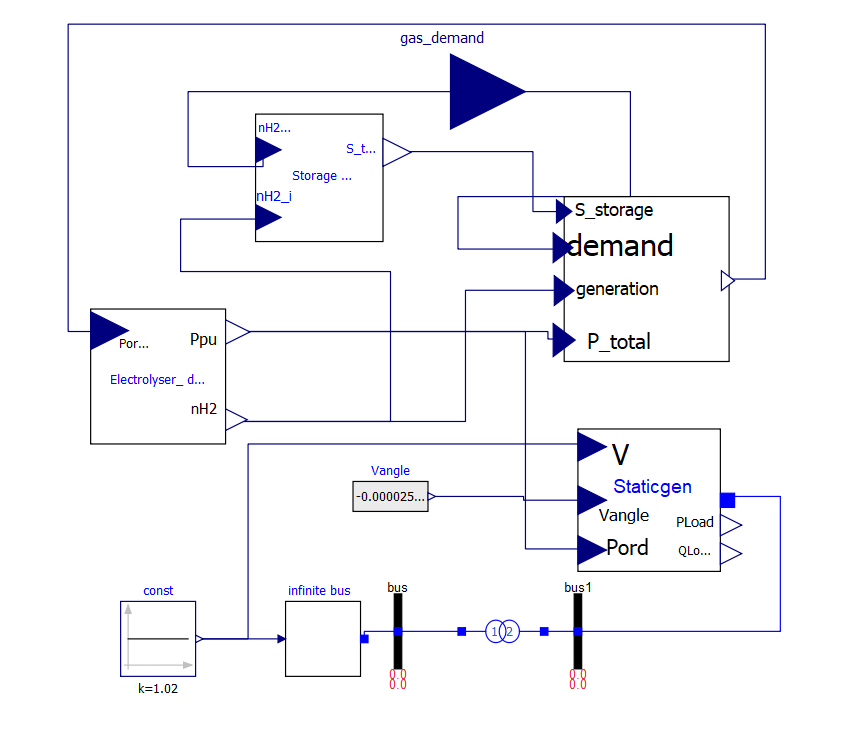 gas_demand
nH2...
S_t...
Storage ...
nH2_i
S_storage
demand
generation
P_total
Por...
Ppu
Electrolyser_ d...
nH2
V
Staticgen
Vangle
PLoad
Pord
QLo...
Vangle
-0.000025...
const
infinite bus
bus
bus1
1 2
0.0
0.0
0.0
0.0
k=1.02